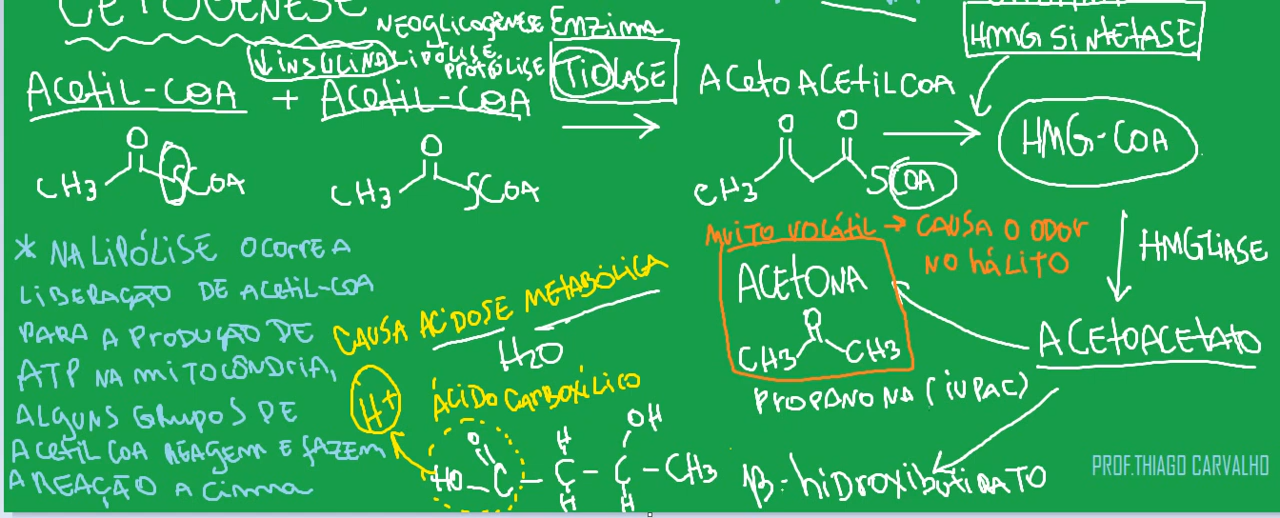 CETOGÊNESE
NEOGLICOGÊNESE
↓ INSULINA LIPÓLISE
PROTEÓLISE
ENZIMA
TIOLASE
HMG SINTETASE
ACETIL-COA + ACETIL-COA
ACETOACETILCOA
HMG-COA
O
CH3 SCOA
O
CH3 SCOA
O O
CH3 SCOA
HMGLIASE
* NA LIPÓLISE OCORRE A
LIBERAÇÃO DE ACETIL-COA
PARA A PRODUÇÃO DE
ATP NA MITOCÔNDRIA,
ALGUNS GRUPOS DE
ACETIL COA REAGEM E FAZEM
A REAÇÃO A CIMMA
MUITO VOLÁTIL → CAUSA O ODOR
NO HÁLITO
ACETONA
O
CH3 CH3
PROPANONA (IUPAC)
ACETOACETATO
CAUSA ACIDOSE METABÓLICA
H2O
H+
ÁCIDO CARBOXÍLICO
O H OH
HO-C-C-C-CH3
H H
β-HIDROXIBUTIRATO
PROF.THIAGO CARVALHO